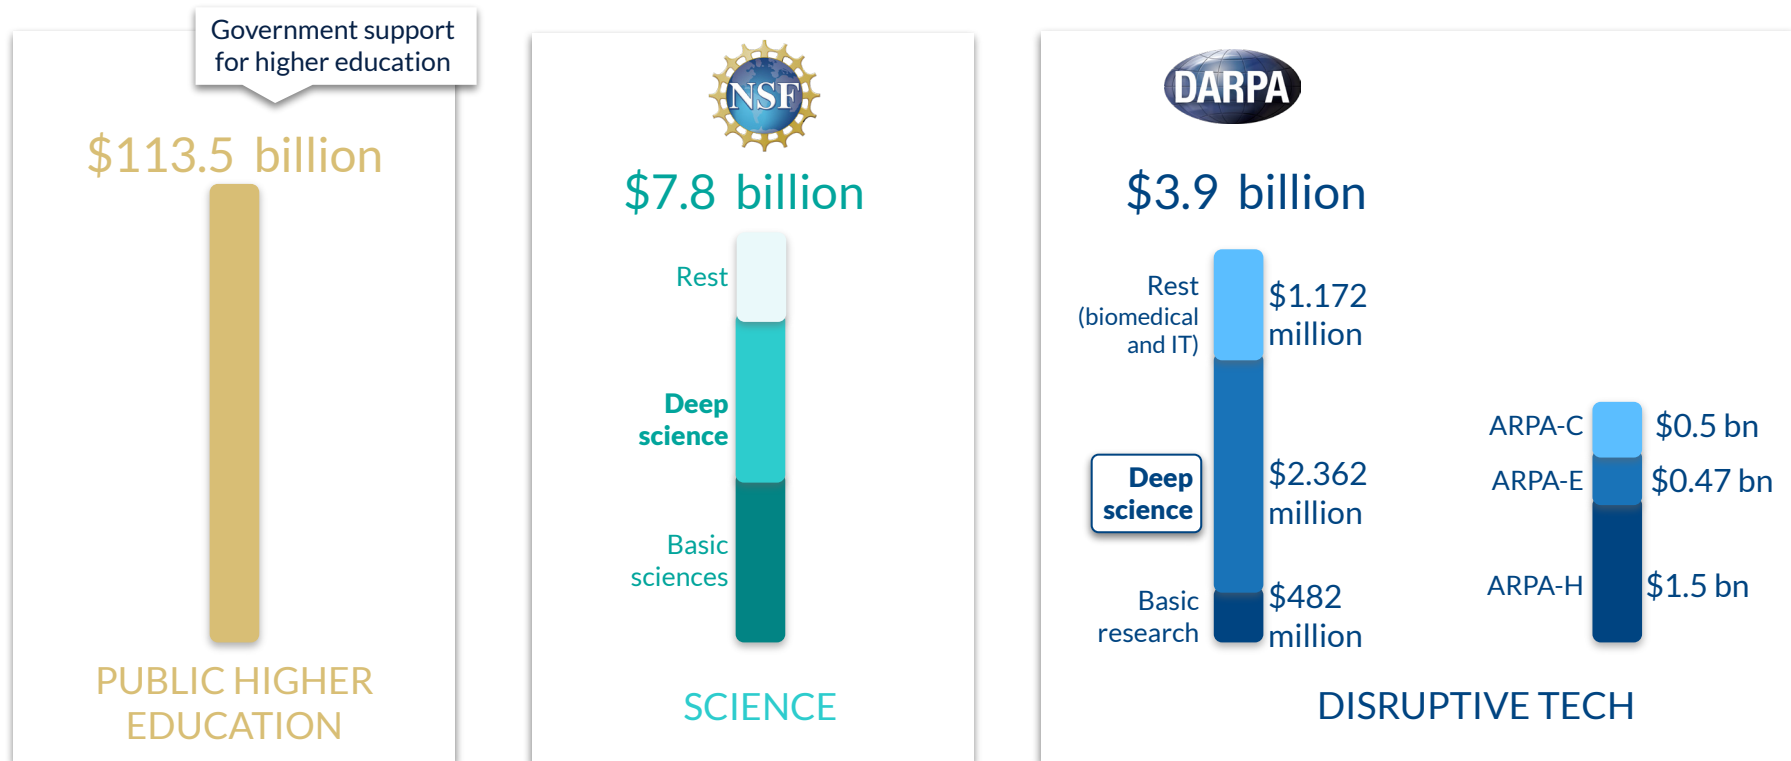 Government support
for higher education
$113.5 billion
PUBLIC HIGHER
EDUCATION
NSF
$7.8 billion
Rest
Deep
science
Basic
sciences
SCIENCE
DARPA
$3.9 billion
Rest
(biomedical
and IT)
$1.172
million
Deep
science
$2.362
million
Basic
research
$482
million
ARPA-C
$0.5 bn
ARPA-E
$0.47 bn
ARPA-H
$1.5 bn
DISRUPTIVE TECH